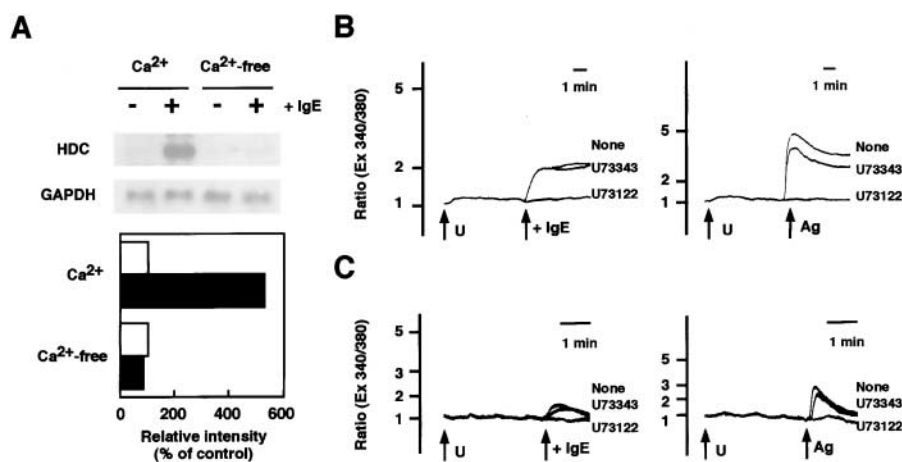 A
Ca2+ Ca2+-free
- + - + + IgE
HDC
GAPDH
Ca2+
Ca2+-free
0 200 400 600
Relative intensity
(% of control)
B
Ratio (Ex 340/380)
5
2
1
1 min
None
U73343
U73122
U + IgE
5
2
1
1 min
None
U73343
U73122
U Ag
C
Ratio (Ex 340/380)
5
3
2
1
1 min
None
U73343
U73122
U + IgE
5
3
2
1
1 min
None
U73343
U73122
U Ag